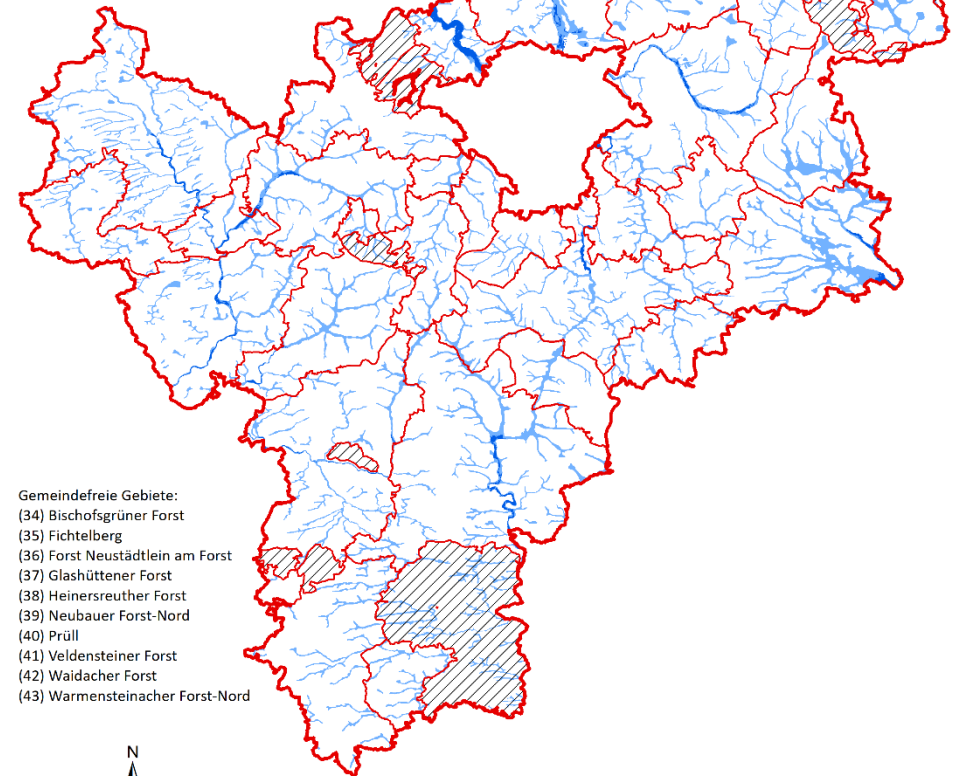 Gemeindefreie Gebiete:
(34) Bischofsgrüner Forst
(35) Fichtelberg
(36) Forst Neustädtlein am Forst
(37) Glashüttener Forst
(38) Heinersreuther Forst
(39) Neubauer Forst-Nord
(40) Prüll
(41) Veldensteiner Forst
(42) Waidacher Forst
(43) Warmensteinacher Forst-Nord
N